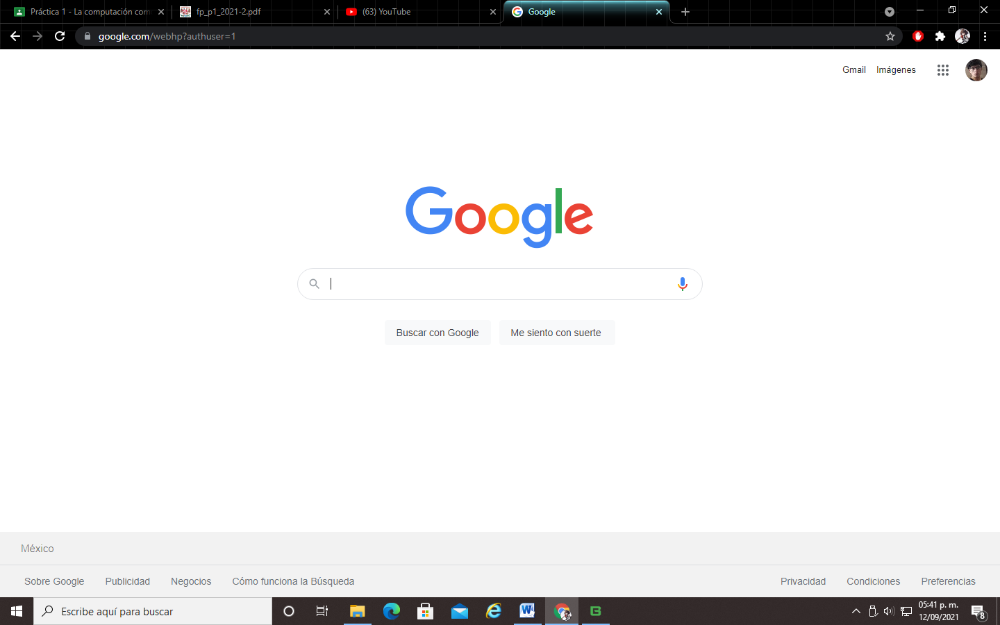 Práctica 1 - La computación com
fp_p1_2021-2.pdf
(63) YouTube
Google
google.com/webhp?authuser=1
Gmail
Imágenes
Google
Buscar con Google
Me siento con suerte
México
Sobre Google
Publicidad
Negocios
Cómo funciona la Búsqueda
Privacidad
Condiciones
Preferencias
Escribe aquí para buscar
05:41 p. m.
12/09/2021
8